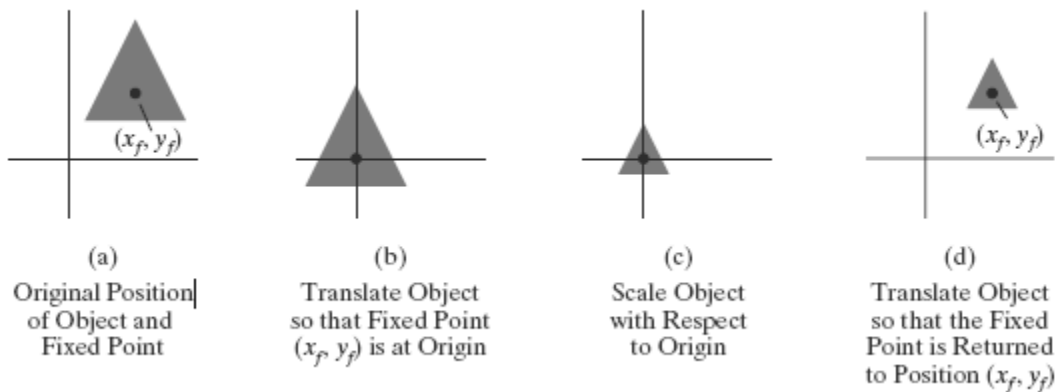 (x_f, y_f)
(x_f, y_f)
(a)
Original Position
of Object and
Fixed Point
(b)
Translate Object
so that Fixed Point
(x_f, y_f) is at Origin
(c)
Scale Object
with Respect
to Origin
(d)
Translate Object
so that the Fixed
Point is Returned
to Position (x_f, y_f)